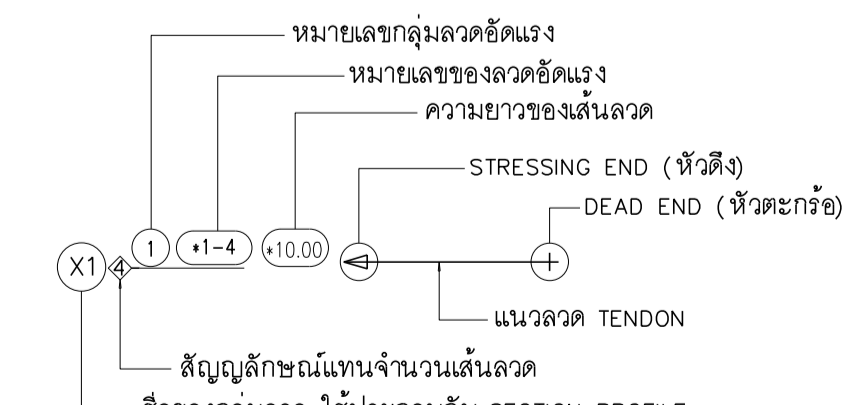 หมายเลขกลุ่มลวดอัดแรง
หมายเลขของลวดอัดแรง
ความยาวของเส้นลวด
STRESSING END (หัวดึง)
DEAD END (หัวตะกร้อ)
X1 4 1 *1-4 *10.00
แนวลวด TENDON
สัญญลักษณ์แทนจำนวนเส้นลวด